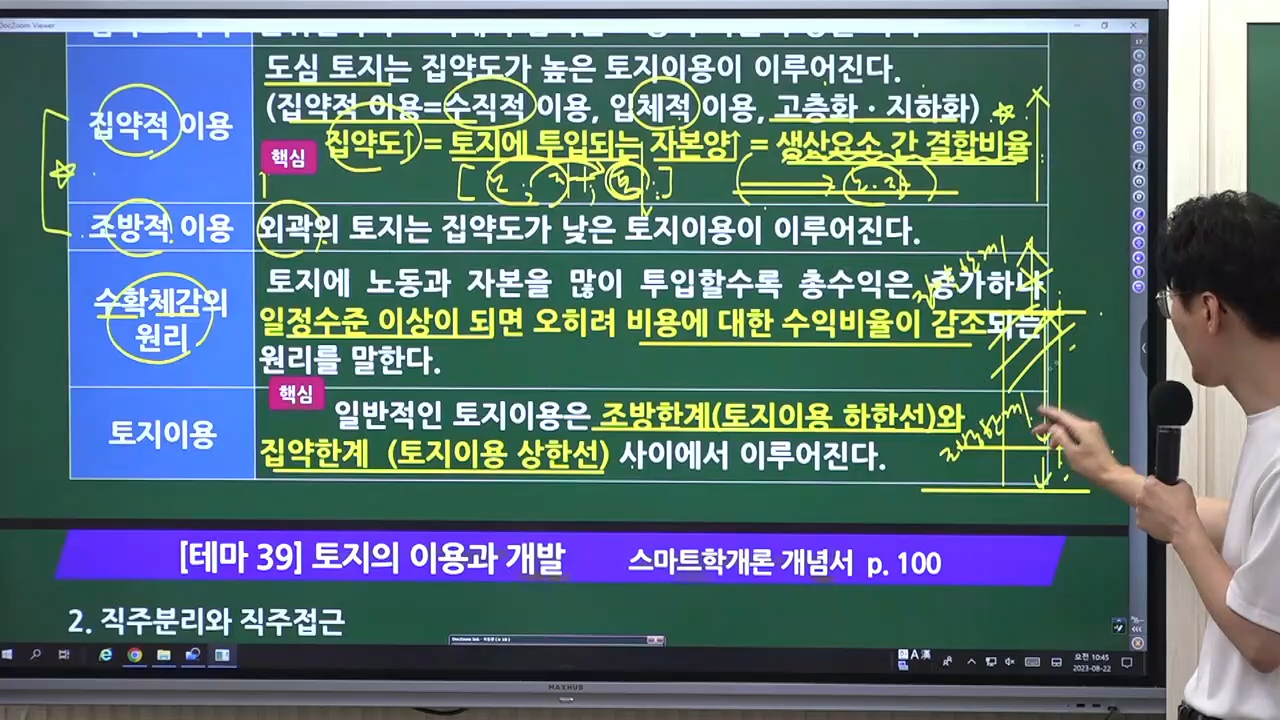 DocZoom Viewer
도심 토지는 집약도가 높은 토지이용이 이루어진다.
집약적 이용
(집약적 이용=수직적 이용, 입체적 이용, 고층화 · 지하화)
핵심
집약도↑ = 토지에 투입되는 자본양↑ = 생산요소 간 결합비율
조방적 이용
외곽의 토지는 집약도가 낮은 토지이용이 이루어진다.
수확체감의
원리
토지에 노동과 자본을 많이 투입할수록 총수익은 증가하나
일정수준 이상이 되면 오히려 비용에 대한 수익비율이 감소되는
원리를 말한다.
핵심
토지이용
일반적인 토지이용은 조방한계(토지이용 하한선)와
집약한계 (토지이용 상한선) 사이에서 이루어진다.
[테마 39] 토지의 이용과 개발
스마트학개론 개념서 p. 100
2. 직주분리와 직주접근
오전 10:45
2023-08-22
MAXHUB